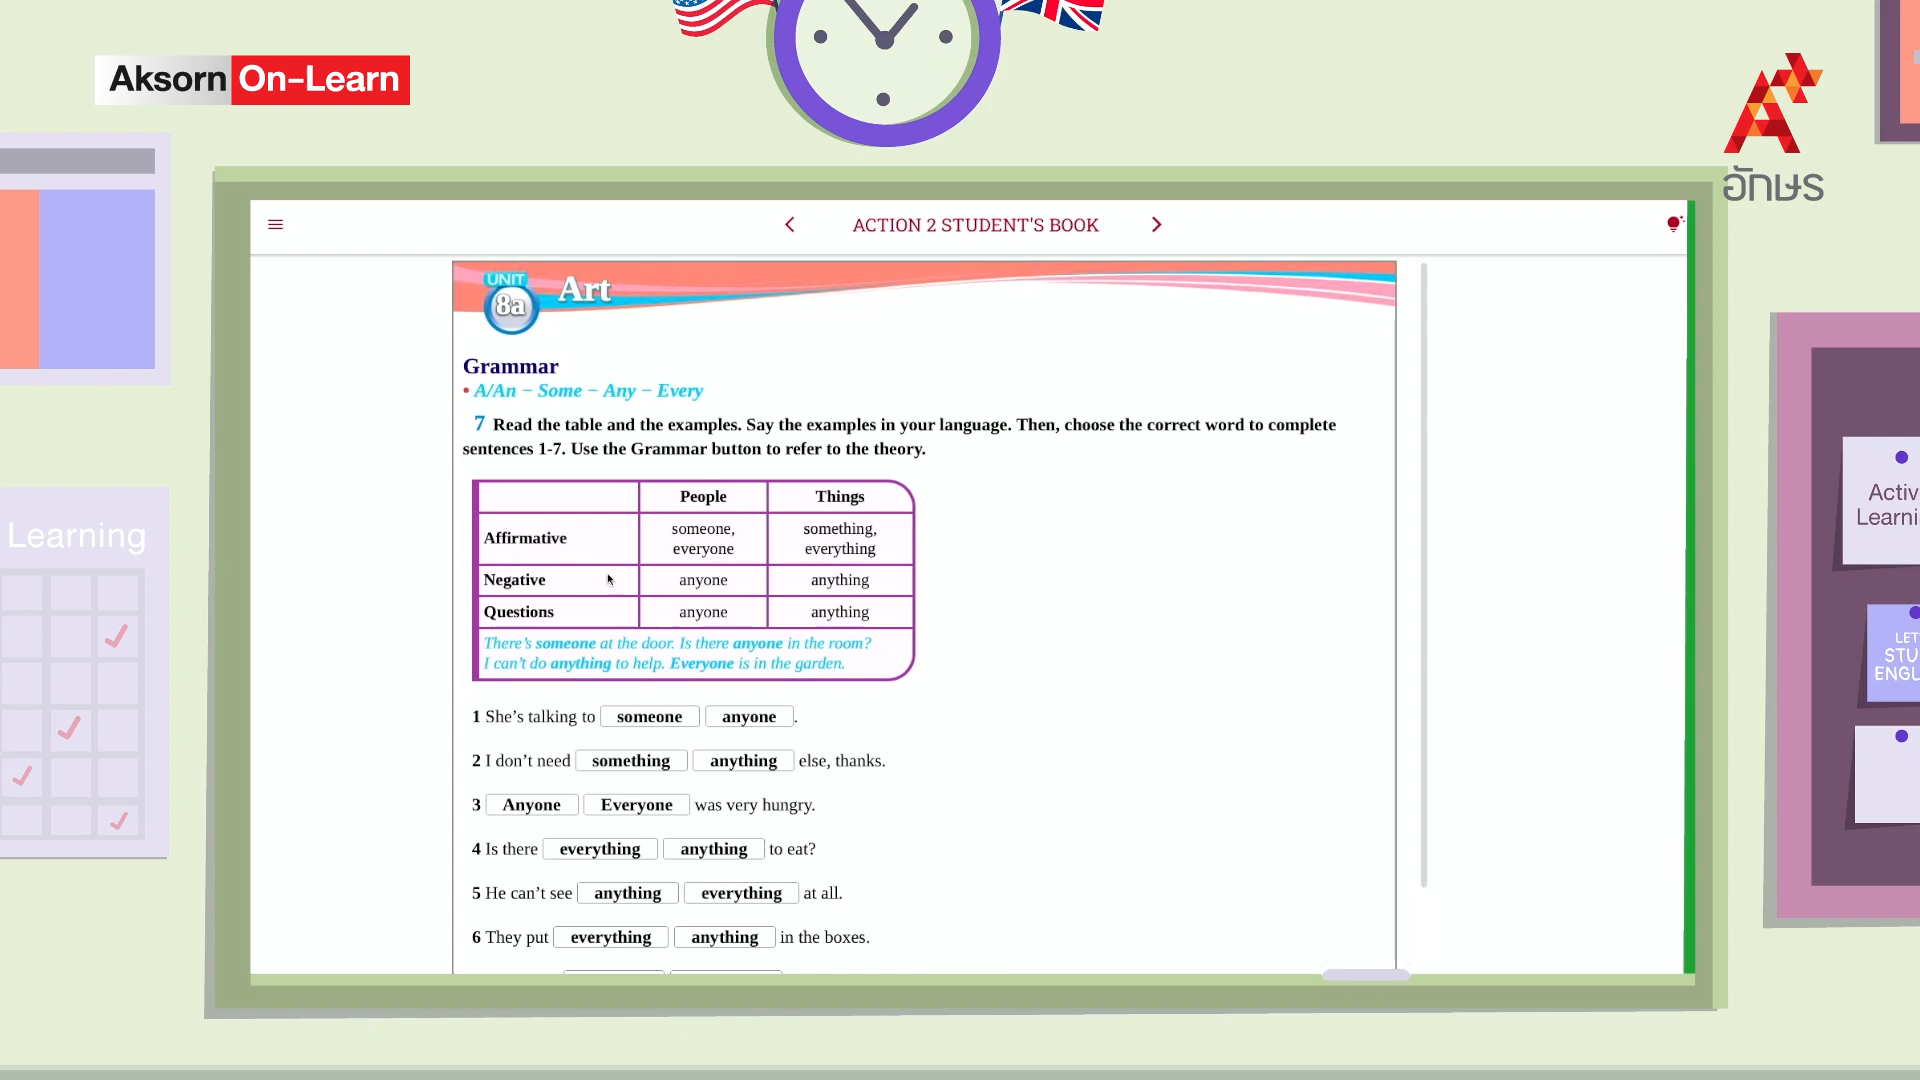 Aksorn On-Learn
อักษร
ACTION 2 STUDENT'S BOOK
UNIT
8a
Art
Grammar
• A/An – Some – Any – Every
7 Read the table and the examples. Say the examples in your language. Then, choose the correct word to complete
sentences 1-7. Use the Grammar button to refer to the theory.
People Things
Affirmative someone, everyone something, everything
Negative anyone anything
Questions anyone anything
There's someone at the door. Is there anyone in the room?
I can't do anything to help. Everyone is in the garden.
1 She's talking to someone anyone.
2 I don't need something anything else, thanks.
3 Anyone Everyone was very hungry.
4 Is there everything anything to eat?
5 He can't see anything everything at all.
6 They put everything anything in the boxes.
Learning
Activ
Learni
LET
STU
ENGL